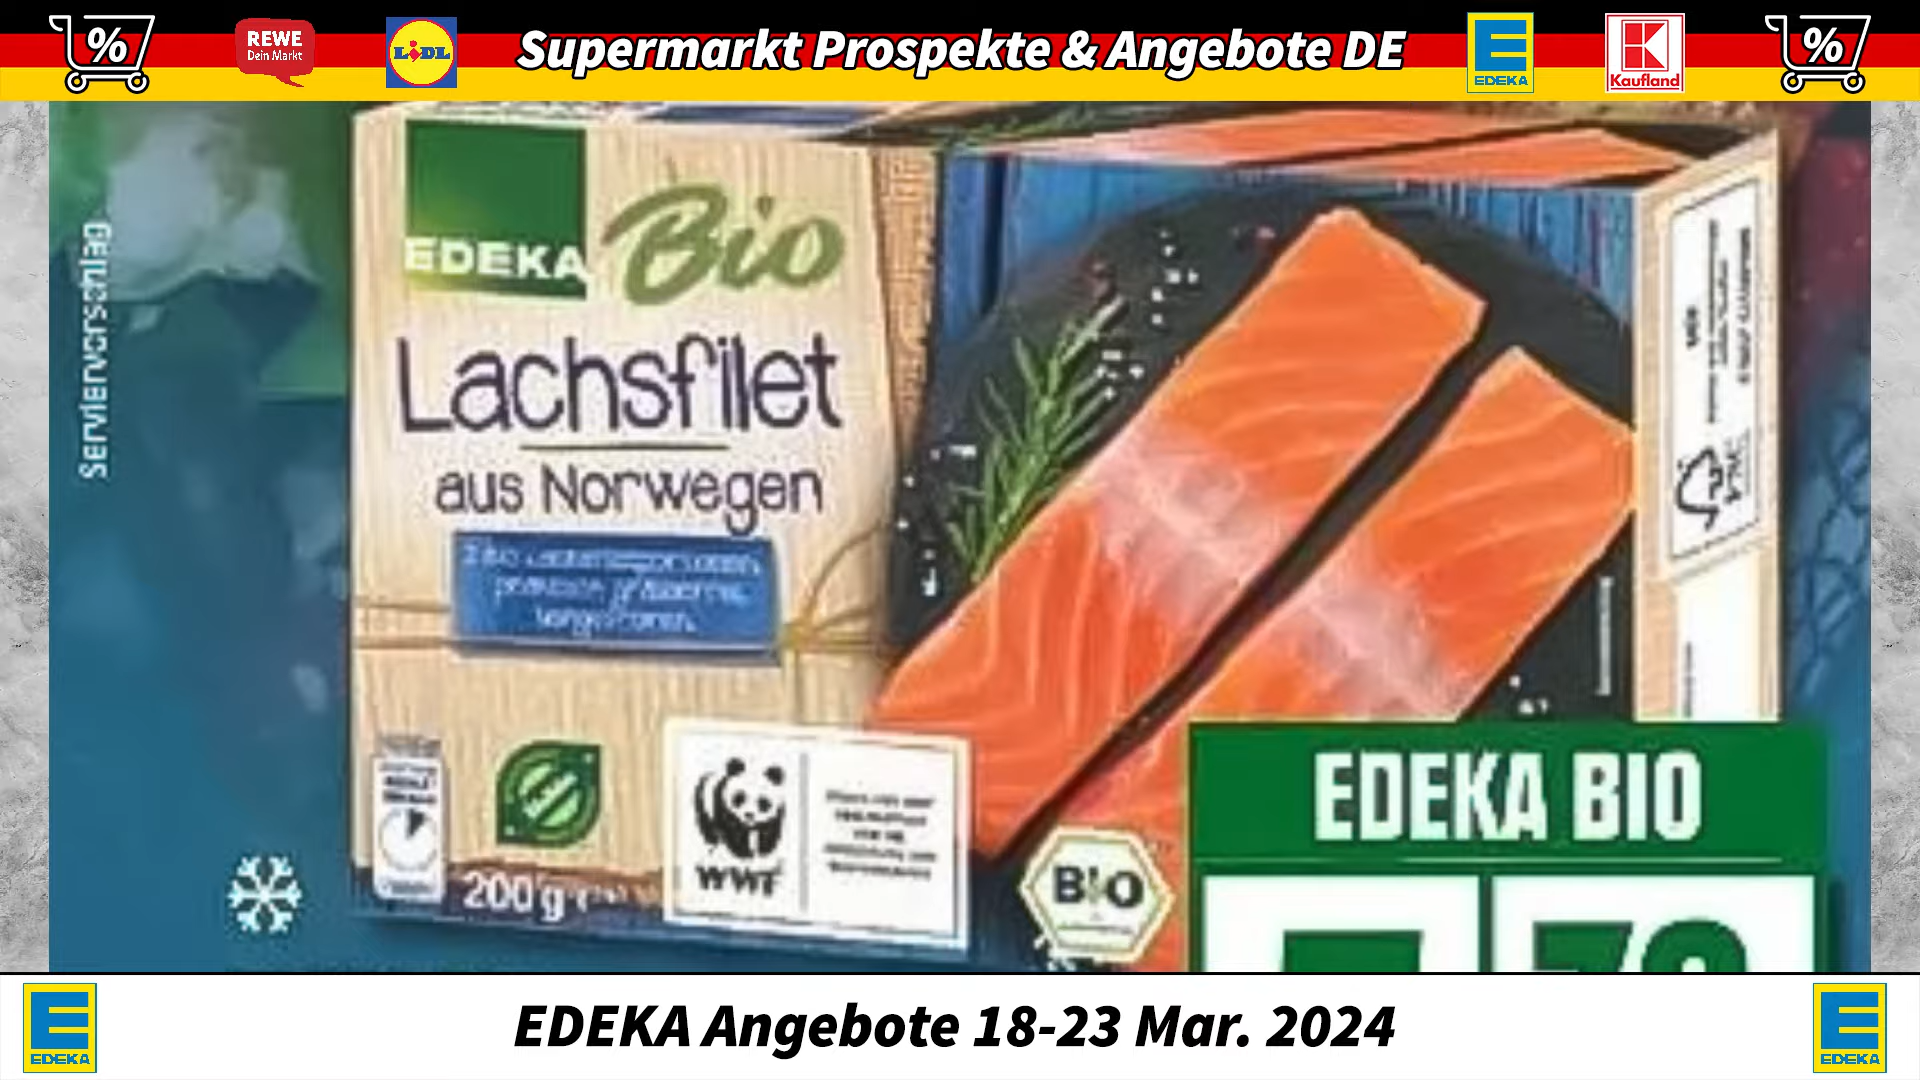 %
REWE
Dein Markt
LIDL
Supermarkt Prospekte & Angebote DE
EDEKA
Kaufland
%
Serviervorschlag
EDEKA
Bio
Lachsfilet
aus Norwegen
200 g
WWF
BIO
EDEKA BIO
EDEKA
EDEKA Angebote 18-23 Mar. 2024
EDEKA